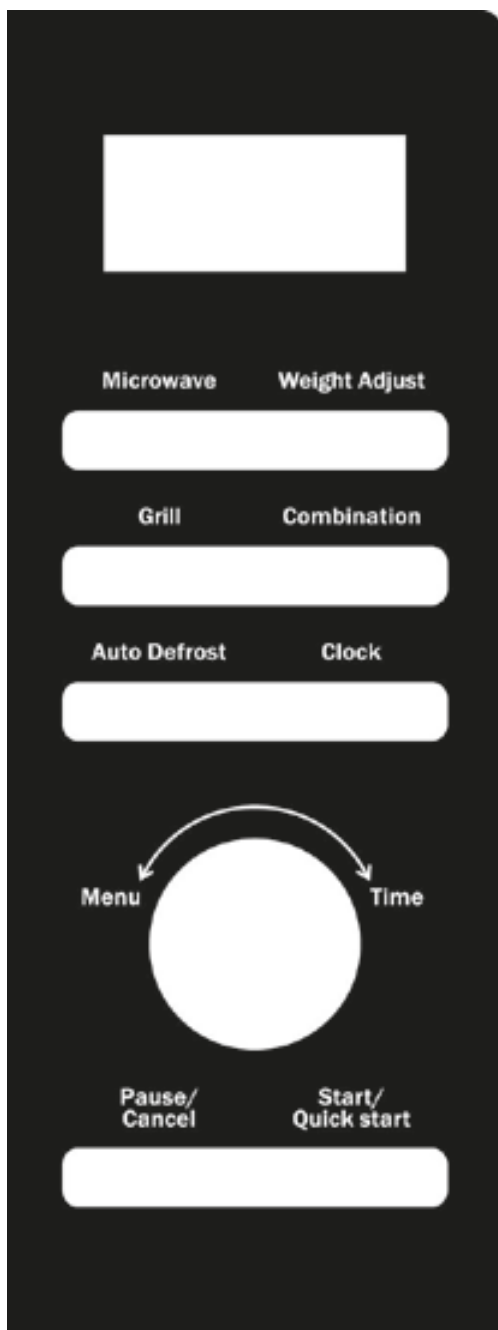 Microwave Weight Adjust
Grill Combination
Auto Defrost Clock
Menu Time
Pause/ Start/
Cancel Quick start